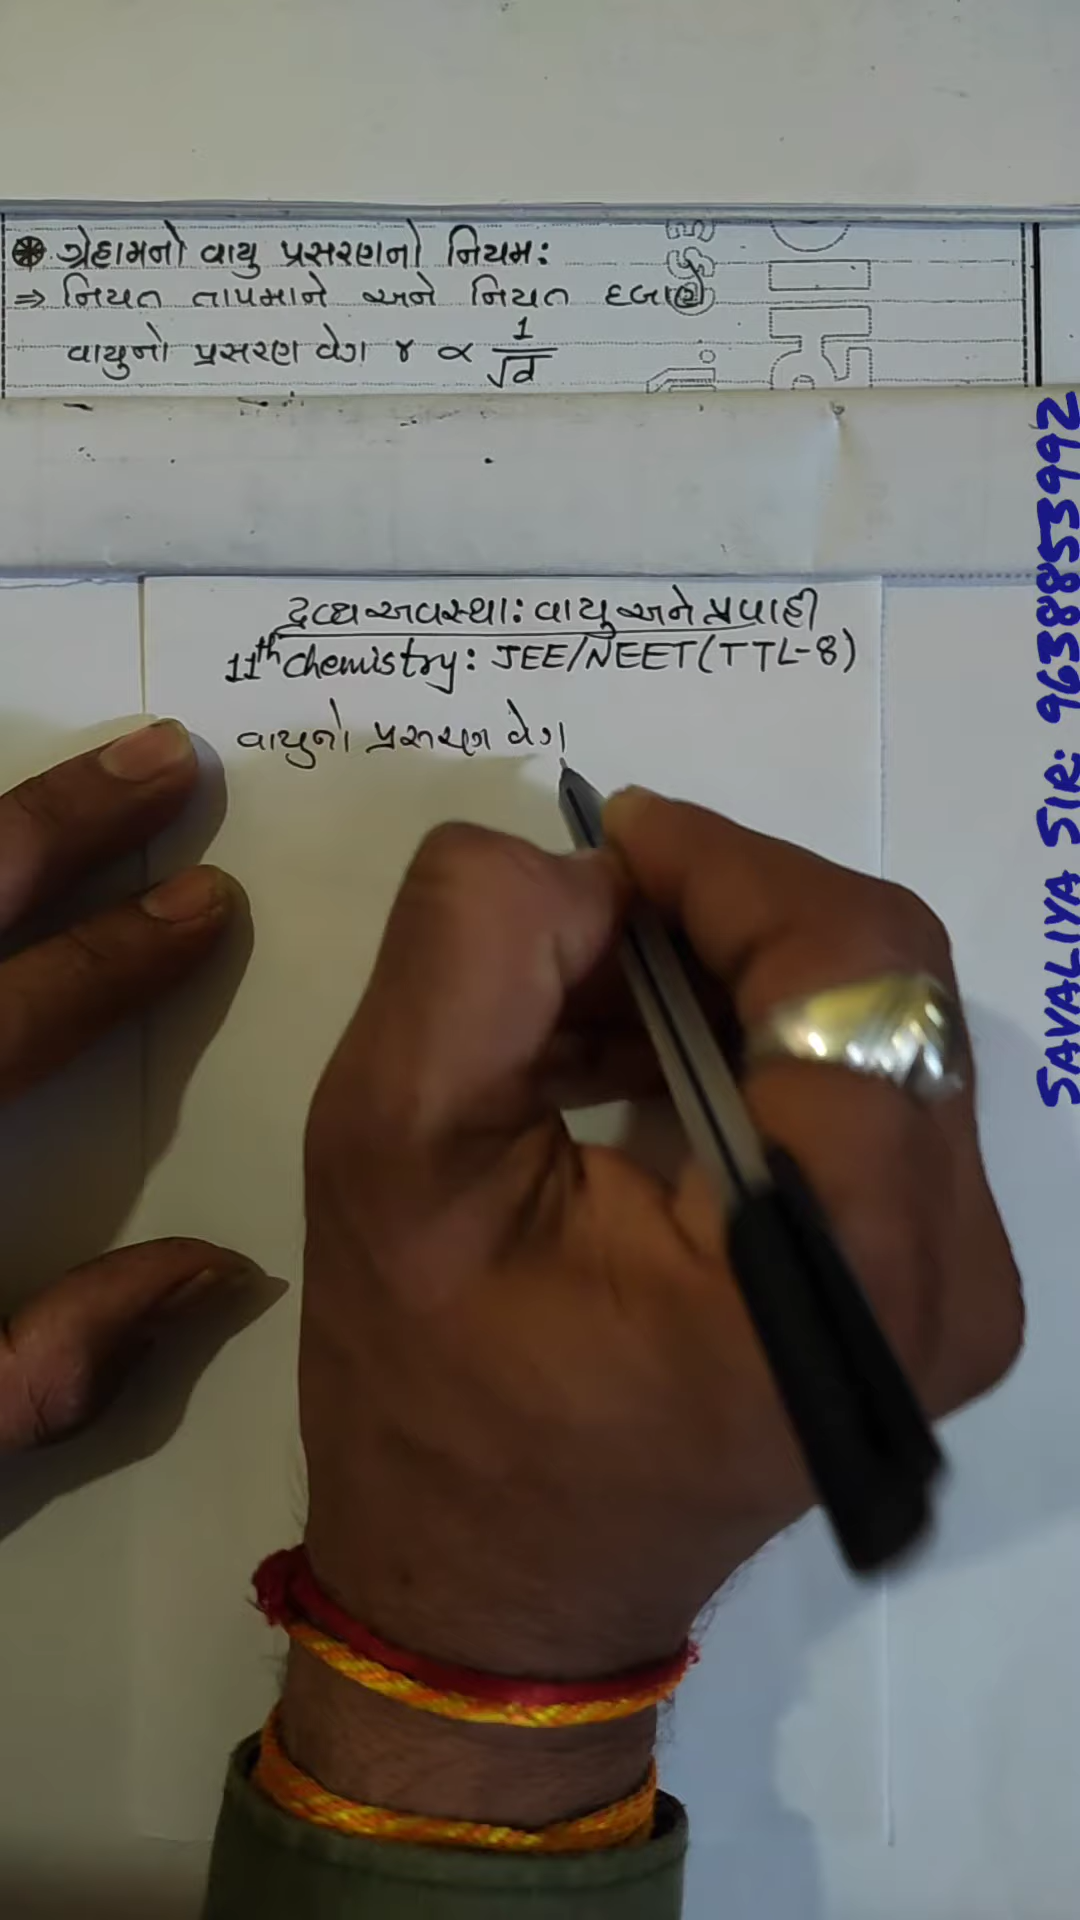 ગ્રેહામનો વાયુ પ્રસરણનો નિયમ:
⇒ નિયત તાપમાને અને નિયત દબાણે
વાયુનો પ્રસરણ વેગ r ∝ 1/√d
દ્રવ્ય અવસ્થા: વાયુ અને પ્રવાહી
11th Chemistry: JEE/NEET(TTL-8)
વાયુનો પ્રસરણ વેગ
SAVALIYA SIR: 9638853992